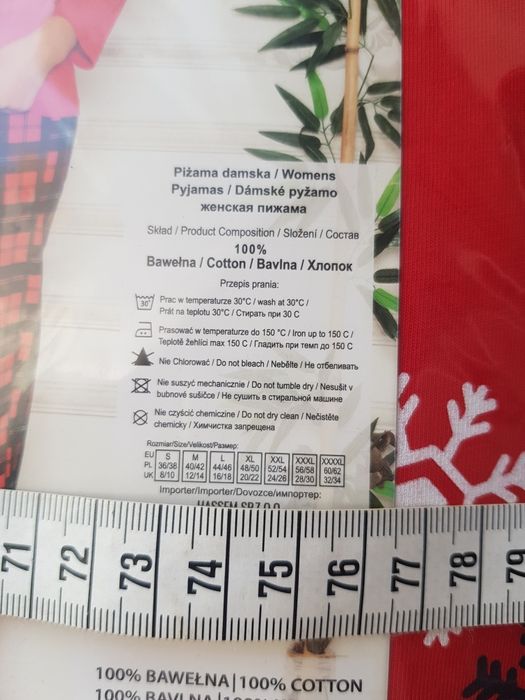 Piżama damska / Womens
Pyjamas / Dámské pyžamo
женская пижама
Skład / Product Composition / Složení / Состав
100%
Bawełna / Cotton / Bavlna / Хлопок
Przepis prania:
30° Prac w temperaturze 30°C / wash at 30°C /
Prát na teplotu 30°C / Стирать при 30 C
Prasować w temperaturze do 150 °C / Iron up to 150 C /
Teplotě žehlící max 150 C / Гладить при темп до 150 C
Nie Chlorować / Do not bleach / Nebělte / Не отбеливать
Nie suszyć mechanicznie / Do not tumble dry / Nesušit v
bubnové sušičce / Не сушить в стиральной машине
Nie czyścić chemiczine / Do not dry clean / Nečistěte
chemicky / Химчистка запрещена
Rozmiar/Size/Velikost/Размер:
EU S M L XL XXL XXXL XXXXL
PL 36/38 40/42 44/46 48/50 52/54 56/58 60/62
UK 8/10 12/14 16/18 20/22 24/26 28/30 32/34
Importer/Importer/Dovozce/импортер:
71 72 73 74 75 76 77 78 79
100% BAWEŁNA|100% COTTON
100% BAVLNA|100%